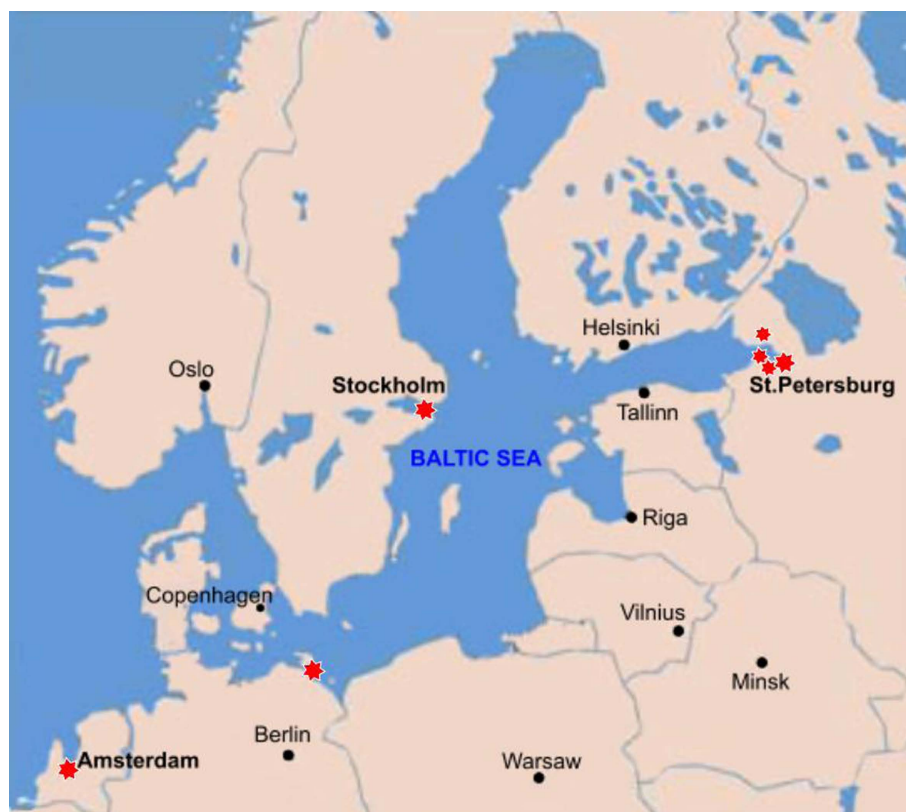 Helsinki
Oslo
Stockholm
St.Petersburg
Tallinn
BALTIC SEA
Riga
Copenhagen
Vilnius
Minsk
Berlin
Amsterdam
Warsaw